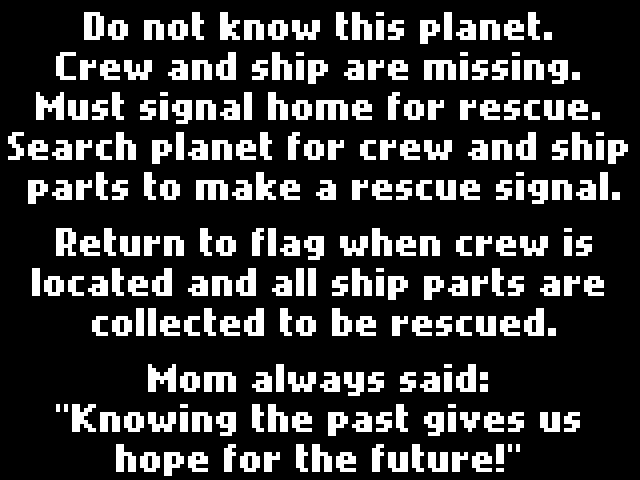 Do not know this planet.
Crew and ship are missing.
Must signal home for rescue.
Search planet for crew and ship
parts to make a rescue signal.
Return to flag when crew is
located and all ship parts are
collected to be rescued.
Mom always said:
"Knowing the past gives us
hope for the future!"